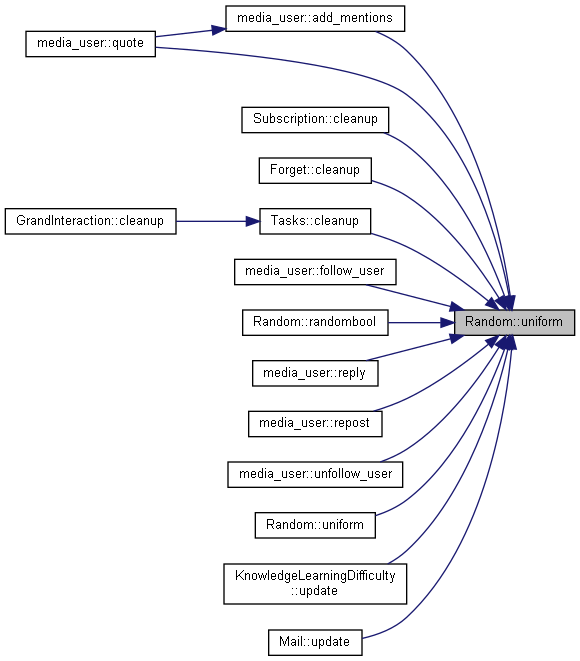 media_user::add_mentions
media_user::quote
Subscription::cleanup
Forget::cleanup
GrandInteraction::cleanup
Tasks::cleanup
media_user::follow_user
Random::randombool
Random::uniform
media_user::reply
media_user::repost
media_user::unfollow_user
Random::uniform
KnowledgeLearningDifficulty
::update
Mail::update